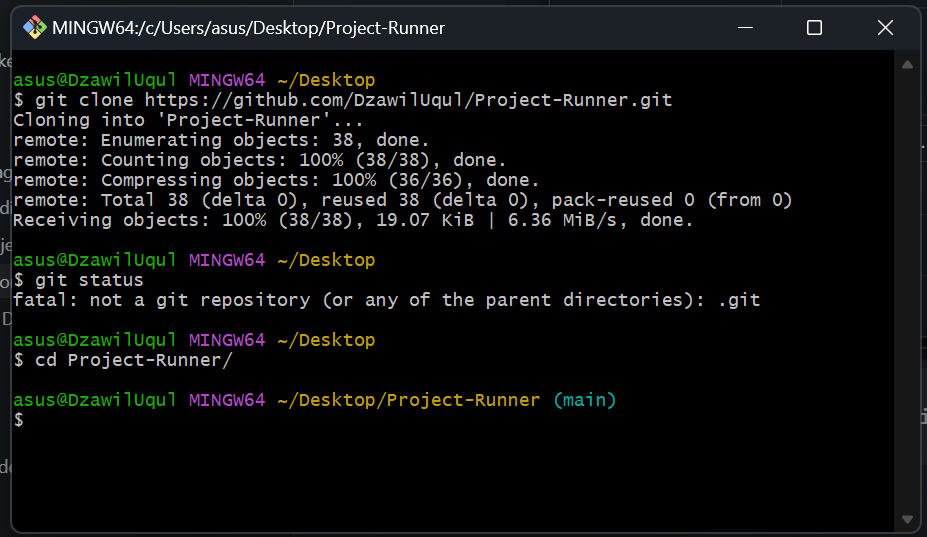 MINGW64:/c/Users/asus/Desktop/Project-Runner
asus@DzawilUqul MINGW64 ~/Desktop
$ git clone https://github.com/DzawilUqul/Project-Runner.git
Cloning into 'Project-Runner'...
remote: Enumerating objects: 38, done.
remote: Counting objects: 100% (38/38), done.
remote: Compressing objects: 100% (36/36), done.
remote: Total 38 (delta 0), reused 38 (delta 0), pack-reused 0 (from 0)
Receiving objects: 100% (38/38), 19.07 KiB | 6.36 MiB/s, done.
asus@DzawilUqul MINGW64 ~/Desktop
$ git status
fatal: not a git repository (or any of the parent directories): .git
asus@DzawilUqul MINGW64 ~/Desktop
$ cd Project-Runner/
asus@DzawilUqul MINGW64 ~/Desktop/Project-Runner (main)
$